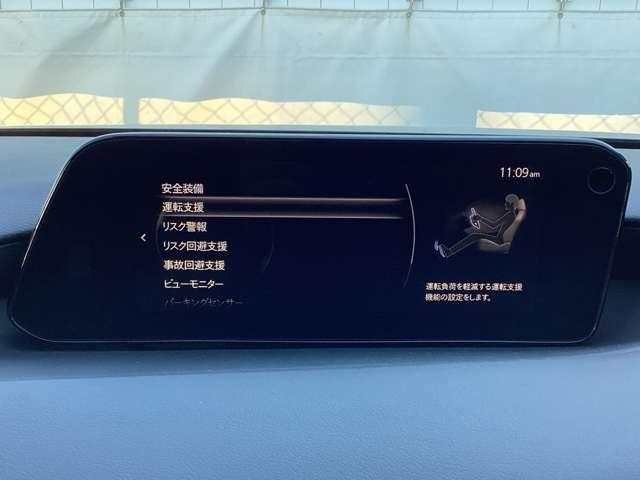 11:09am
安全装備
運転支援
リスク警報
リスク回避支援
事故回避支援
ビューモニター
パーキングセンサー
運転負荷を軽減する運転支援
機能の設定をします。